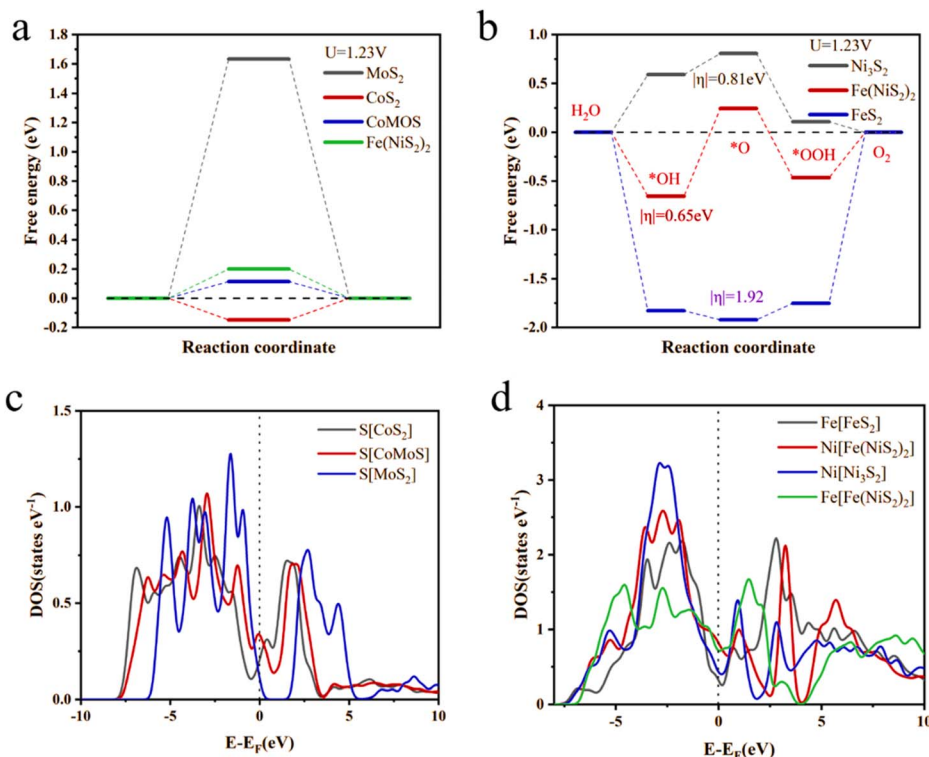 a
U=1.23V
MoS2
CoS2
CoMOS
Fe(NiS2)2
1.8
1.6
1.4
1.2
1.0
0.8
0.6
0.4
0.2
0.0
-0.2
Free energy (eV)
Reaction coordinate
b
U=1.23V
Ni3S2
Fe(NiS2)2
FeS2
1.0
0.5
0.0
-0.5
-1.0
-1.5
-2.0
Free energy (eV)
H2O
|η|=0.81eV
*OH
*O
*OOH
O2
|η|=0.65eV
|η|=1.92
Reaction coordinate
c
S[CoS2]
S[CoMoS]
S[MoS2]
1.5
1.0
0.5
0.0
DOS(states eV-1)
-10 -5 0 5 10
E-EF(eV)
d
Fe[FeS2]
Ni[Fe(NiS2)2]
Ni[Ni3S2]
Fe[Fe(NiS2)2]
4
3
2
1
0
DOS(states eV-1)
-5 0 5 10
E-EF(eV)